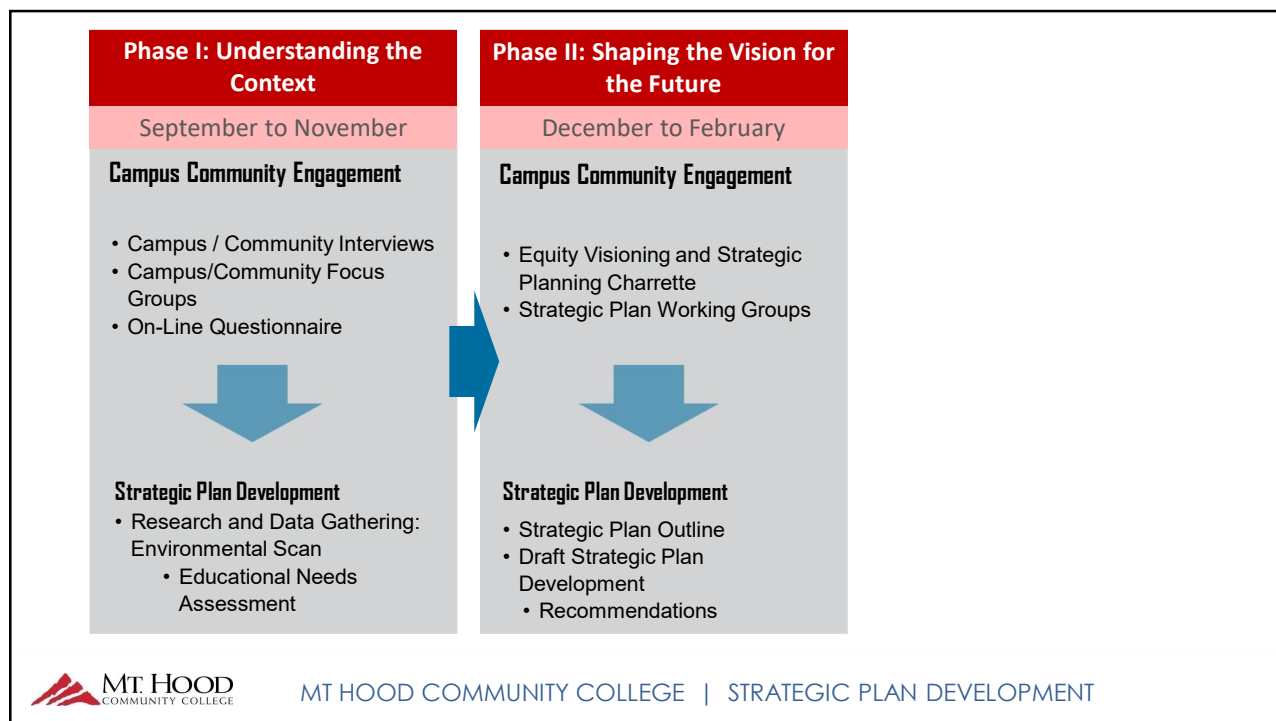 Phase I: Understanding the
Context
September to November
Campus Community Engagement
• Campus / Community Interviews
• Campus/Community Focus
Groups
• On-Line Questionnaire
Strategic Plan Development
• Research and Data Gathering:
Environmental Scan
• Educational Needs
Assessment
Phase II: Shaping the Vision for
the Future
December to February
Campus Community Engagement
• Equity Visioning and Strategic
Planning Charrette
• Strategic Plan Working Groups
Strategic Plan Development
• Strategic Plan Outline
• Draft Strategic Plan
Development
• Recommendations
MT. HOOD
COMMUNITY COLLEGE
MT HOOD COMMUNITY COLLEGE | STRATEGIC PLAN DEVELOPMENT